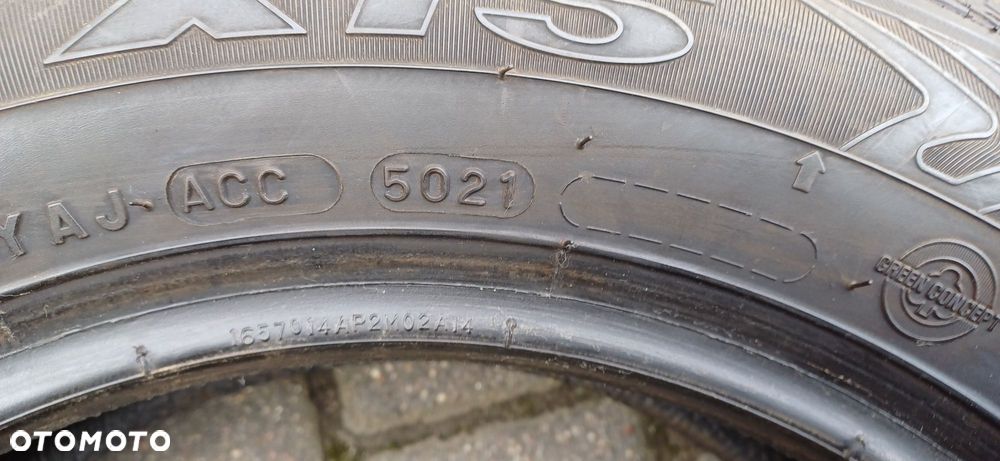 YAJ ACC 5021
GREEN CONCEPT
1657014AP2M02A14
OTOMOTO